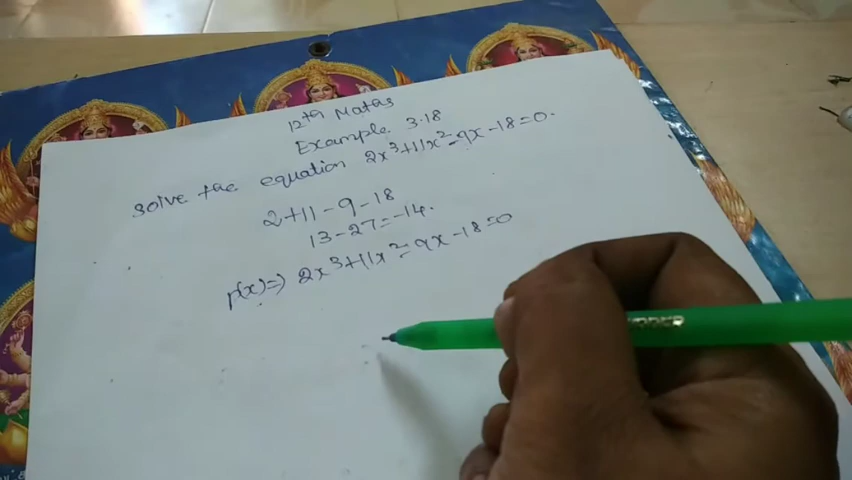 12th Maths
Example 3.18
Solve the equation 2x³+11x²-9x-18=0.
2+11-9-18
13-27=-14.
p(x)=) 2x³+11x²-9x-18=0